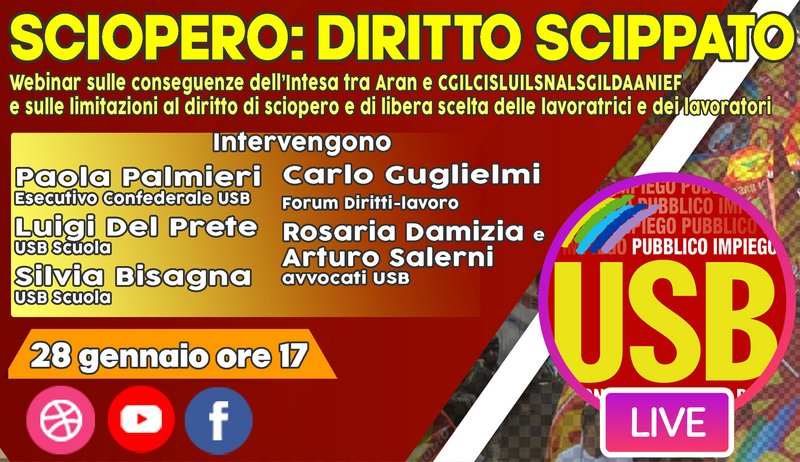 SCIOPERO: DIRITTO SCIPPATO
Webinar sulle conseguenze dell'Intesa tra Aran e CGILCISLUILSNALSGILDAANIEF
e sulle limitazioni al diritto di sciopero e di libera scelta delle lavoratrici e dei lavoratori
Intervengono
Paola Palmieri
Esecutivo Confederale USB
Luigi Del Prete
USB Scuola
Silvia Bisagna
USB Scuola
Carlo Guglielmi
Forum Diritti-lavoro
Rosaria Damizia e
Arturo Salerni
avvocati USB
28 gennaio ore 17
IMPIEGO PUBBLICO
PUBBLICO IMPIEGO
IMPIEGO PUBBLICO
PUBBLICO IMPIEGO
USB
LIVE